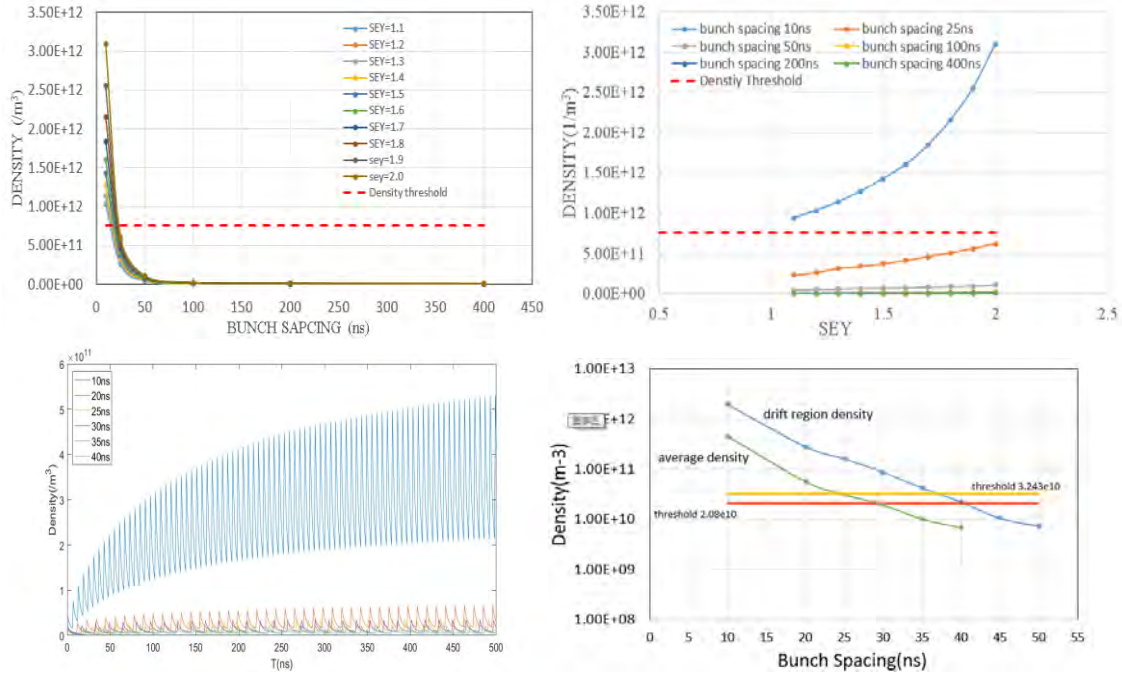 3.50E+12
3.00E+12
2.50E+12
2.00E+12
1.50E+12
1.00E+12
5.00E+11
0.00E+00
DENSITY (/m³)
0 50 100 150 200 250 300 350 400 450
BUNCH SAPCING (ns)
SEY=1.1
SEY=1.2
SEY=1.3
SEY=1.4
SEY=1.5
SEY=1.6
SEY=1.7
SEY=1.8
sey=1.9
sey=2.0
Density threshold
3.50E+12
3.00E+12
2.50E+12
2.00E+12
1.50E+12
1.00E+12
5.00E+11
0.00E+00
DENSITY(1/m³)
0.5 1 1.5 2 2.5
SEY
bunch spacing 10ns bunch spacing 25ns
bunch spacing 50ns bunch spacing 100ns
bunch spacing 200ns bunch spacing 400ns
Denstiy Threshold
×10¹¹
6
5
4
3
2
1
0
Density(/m³)
0 50 100 150 200 250 300 350 400 450 500
T(ns)
10ns
20ns
25ns
30ns
35ns
40ns
1.00E+13
1.00E+12
1.00E+11
1.00E+10
1.00E+09
1.00E+08
Density(m-3)
drift region density
average density
threshold 3.243e10
threshold 2.08e10
0 5 10 15 20 25 30 35 40 45 50 55
Bunch Spacing(ns)